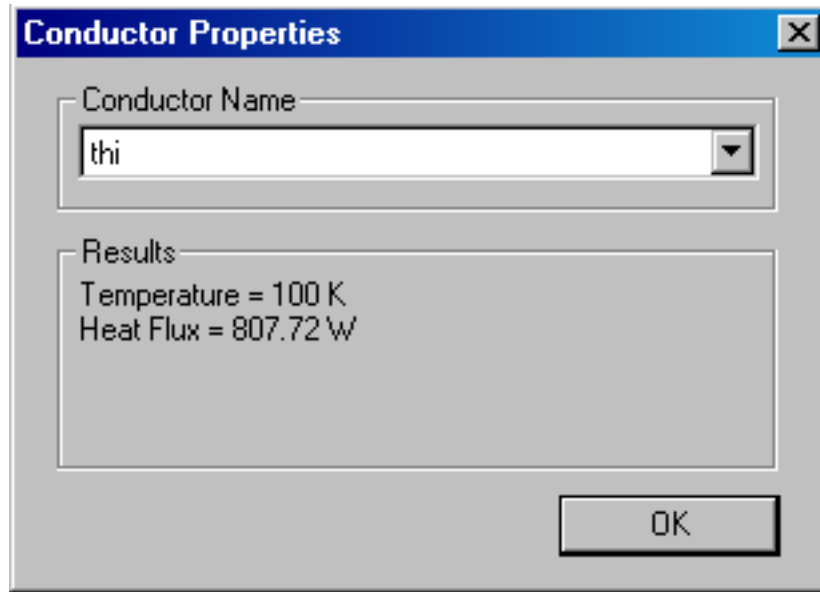 Conductor Properties
Conductor Name
thi
Results
Temperature = 100 K
Heat Flux = 807.72 W
OK